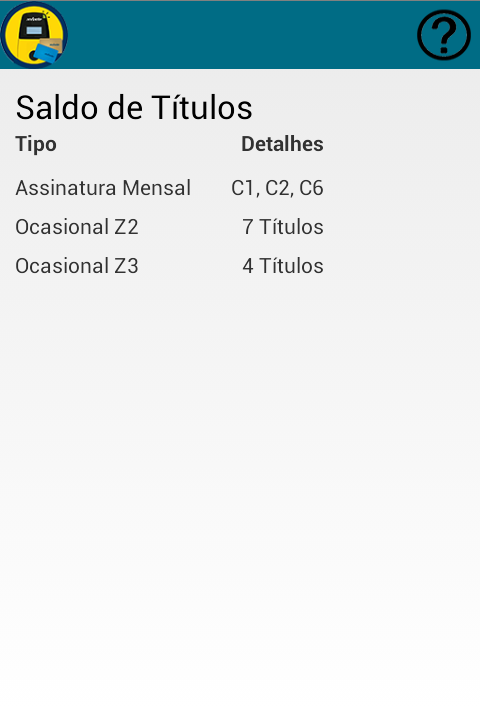 Saldo de Títulos
Tipo Detalhes
Assinatura Mensal C1, C2, C6
Ocasional Z2 7 Títulos
Ocasional Z3 4 Títulos